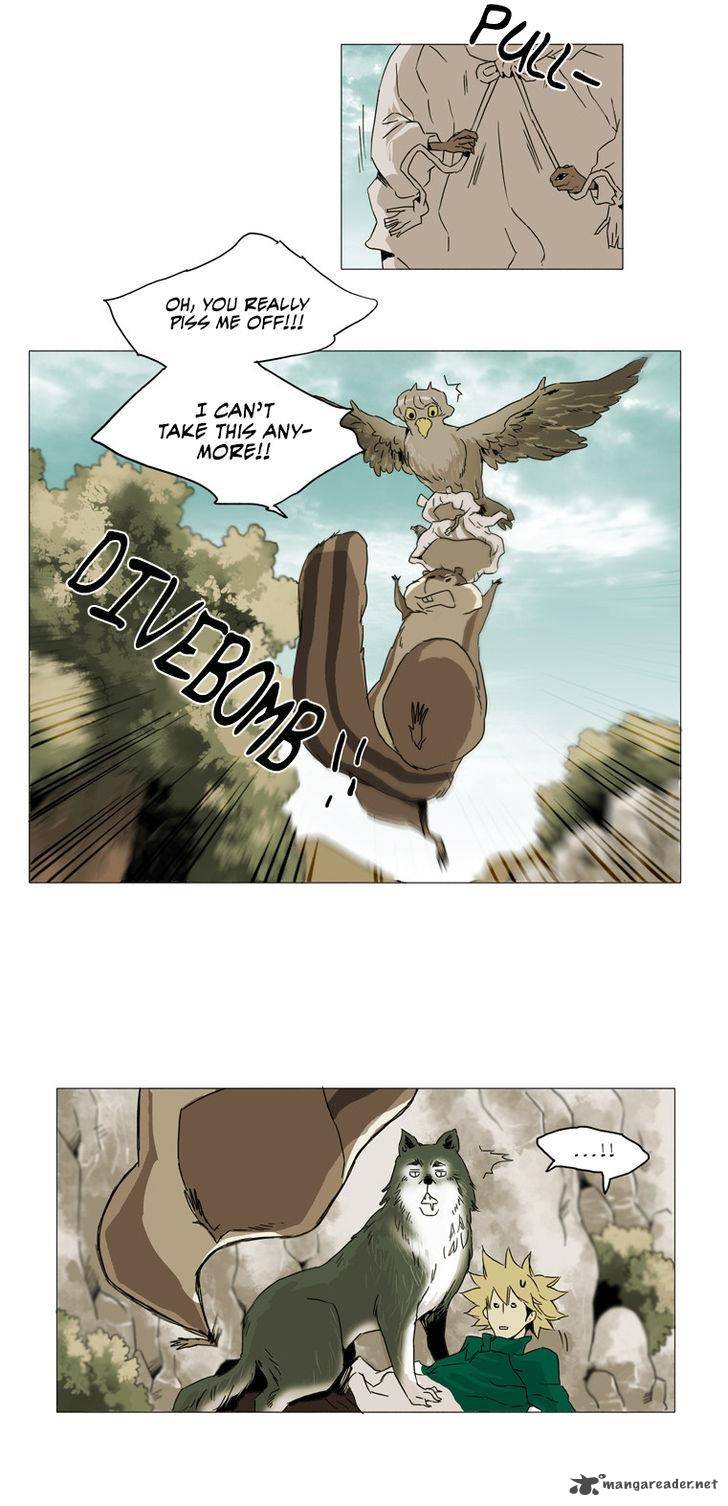 PULL-
OH, YOU REALLY
PISS ME OFF!!!
I CAN'T
TAKE THIS ANY-
MORE!!
DIVEBOMB!!
...!!
mangareader.net